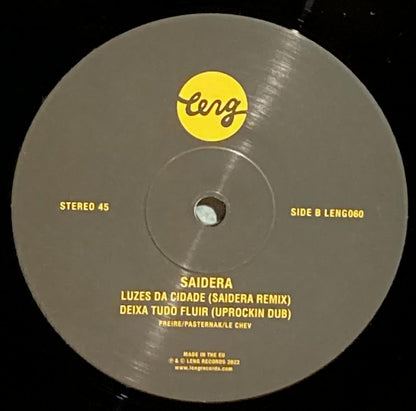 Leng
STEREO 45
SIDE B LENG060
SAIDERA
LUZES DA CIDADE (SAIDERA REMIX)
DEIXA TUDO FLUIR (UPROCKIN DUB)
FREIRE/PASTERNAK/LE CHEV
MADE IN THE EU
℗ & © LENG RECORDS 2022
www.lengrecords.com